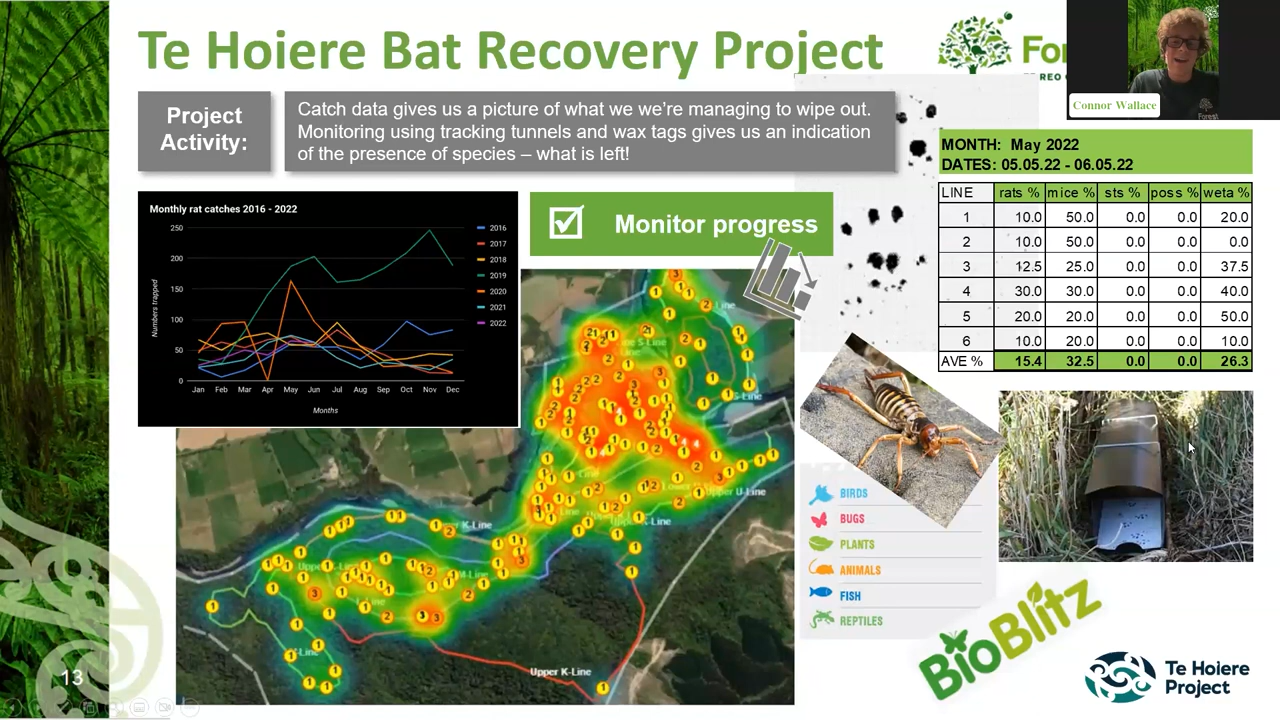 Te Hoiere Bat Recovery Project
Connor Wallace
Forest
Project
Activity:
Catch data gives us a picture of what we we're managing to wipe out.
Monitoring using tracking tunnels and wax tags gives us an indication
of the presence of species – what is left!
MONTH: May 2022
DATES: 05.05.22 - 06.05.22
LINE rats % mice % sts % poss % weta %
1 10.0 50.0 0.0 0.0 20.0
2 10.0 50.0 0.0 0.0 0.0
3 12.5 25.0 0.0 0.0 37.5
4 30.0 30.0 0.0 0.0 40.0
5 20.0 20.0 0.0 0.0 50.0
6 10.0 20.0 0.0 0.0 10.0
AVE % 15.4 32.5 0.0 0.0 26.3
Monitor progress
Monthly rat catches 2016 - 2022
250
200
150
100
50
0
Numbers trapped
Jan Feb Mar Apr May Jun Jul Aug Sep Oct Nov Dec
Months
2016
2017
2018
2019
2020
2021
2022
Upper U-Line
K-Line
Upper K-Line
BIRDS
BUGS
PLANTS
ANIMALS
FISH
REPTILES
BioBlitz
Te Hoiere
Project
13